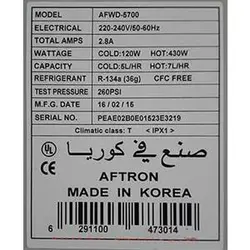 MODEL AFWD-5700
ELECTRICAL 220-240V/50-60Hz
TOTAL AMPS 2.8A
WATTAGE COLD:120W HOT:430W
CAPACITY COLD:5L/HR HOT:7L/HR
REFRIGERANT R-134a (36g) CFC FREE
TEST PRESSURE 260PSI
M.F.G DATE 16 / 02 / 15
SERIAL NO PEAE02B0E01523E3219
Climatic class: T < IPX1 >
صنع في كوريا
AFTRON
MADE IN KOREA
6 291100 473014